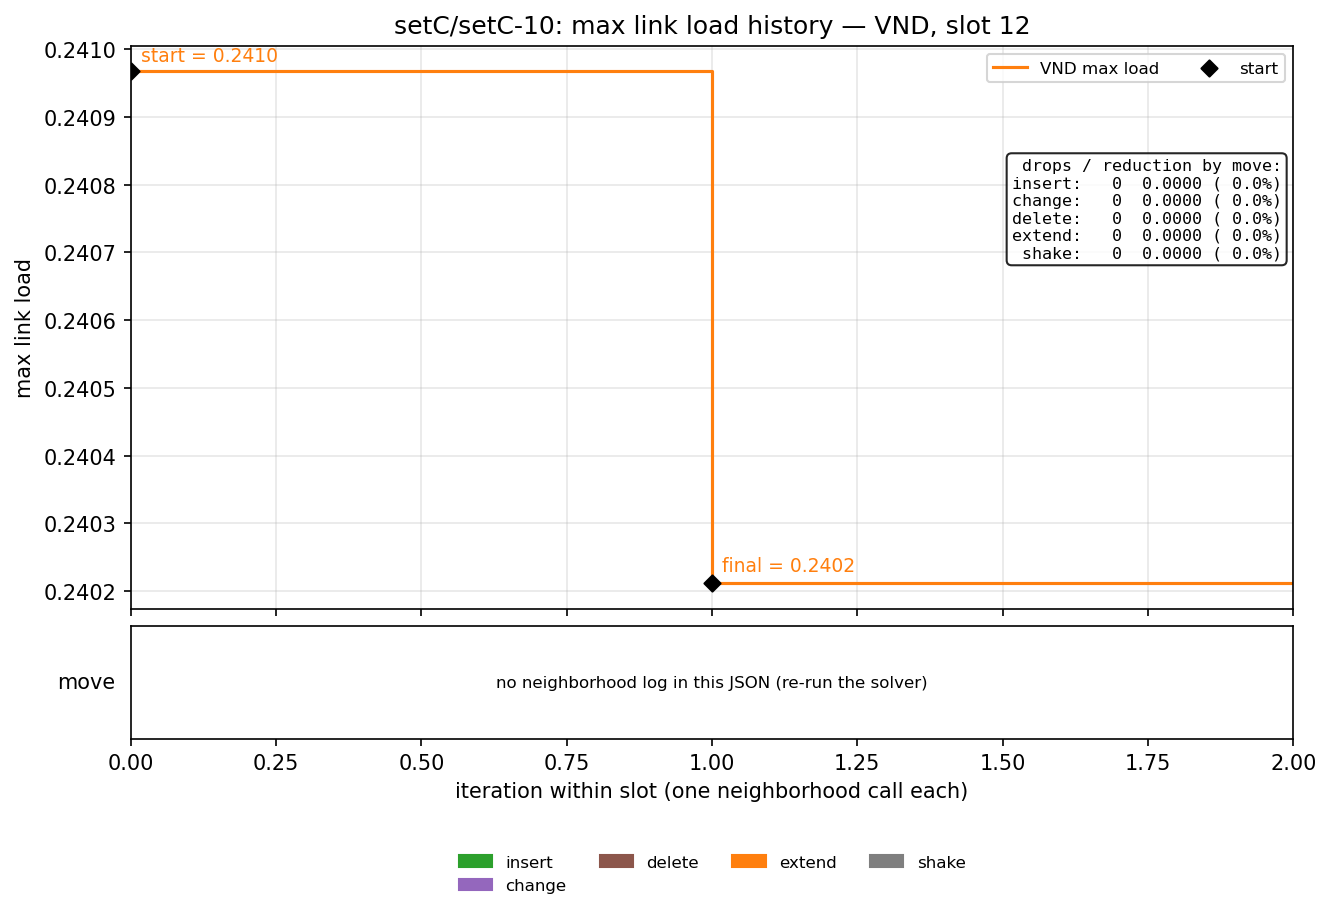 setC/setC-10: max link load history — VND, slot 12
0.2410
0.2409
0.2408
0.2407
0.2406
0.2405
0.2404
0.2403
0.2402
max link load
start = 0.2410
VND max load
start
drops / reduction by move:
insert:   0  0.0000 ( 0.0%)
change:   0  0.0000 ( 0.0%)
delete:   0  0.0000 ( 0.0%)
extend:   0  0.0000 ( 0.0%)
shake:   0  0.0000 ( 0.0%)
final = 0.2402
move
no neighborhood log in this JSON (re-run the solver)
0.00 0.25 0.50 0.75 1.00 1.25 1.50 1.75 2.00
iteration within slot (one neighborhood call each)
insert delete extend shake
change